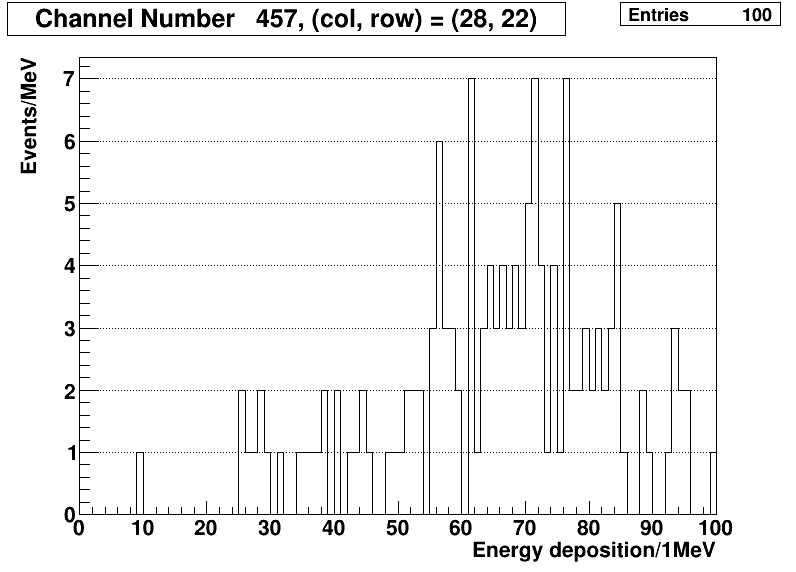 Channel Number 457, (col, row) = (28, 22)
Entries 100
Events/MeV
7
6
5
4
3
2
1
0
0 10 20 30 40 50 60 70 80 90 100
Energy deposition/1MeV